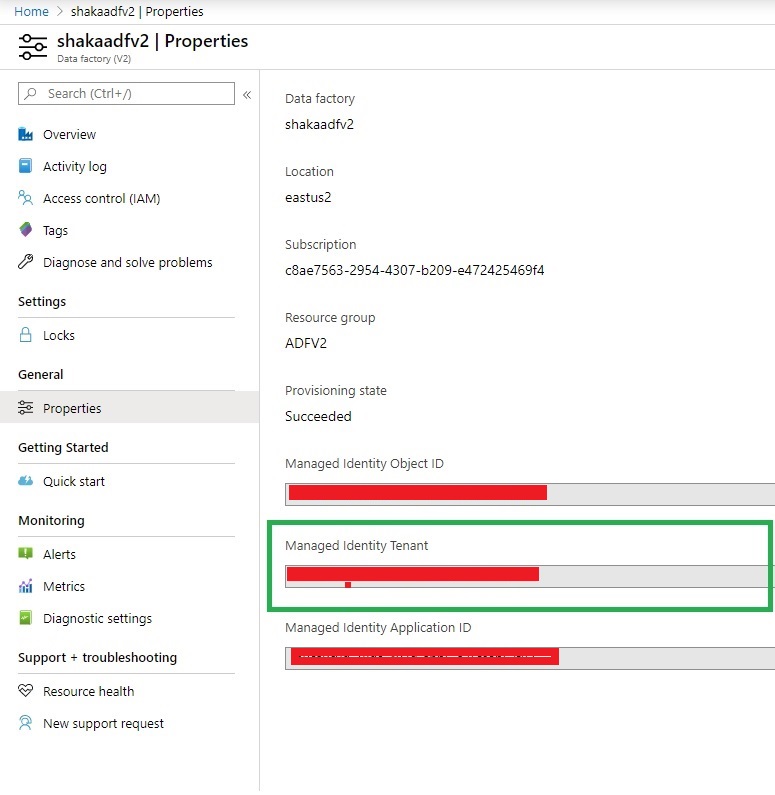 Home > shakaadfv2 | Properties
shakaadfv2 | Properties
Data factory (V2)
Search (Ctrl+/)
«
Overview
Activity log
Access control (IAM)
Tags
Diagnose and solve problems
Settings
Locks
General
Properties
Getting Started
Quick start
Monitoring
Alerts
Metrics
Diagnostic settings
Support + troubleshooting
Resource health
New support request
Data factory
shakaadfv2
Location
eastus2
Subscription
c8ae7563-2954-4307-b209-e472425469f4
Resource group
ADFV2
Provisioning state
Succeeded
Managed Identity Object ID
Managed Identity Tenant
Managed Identity Application ID